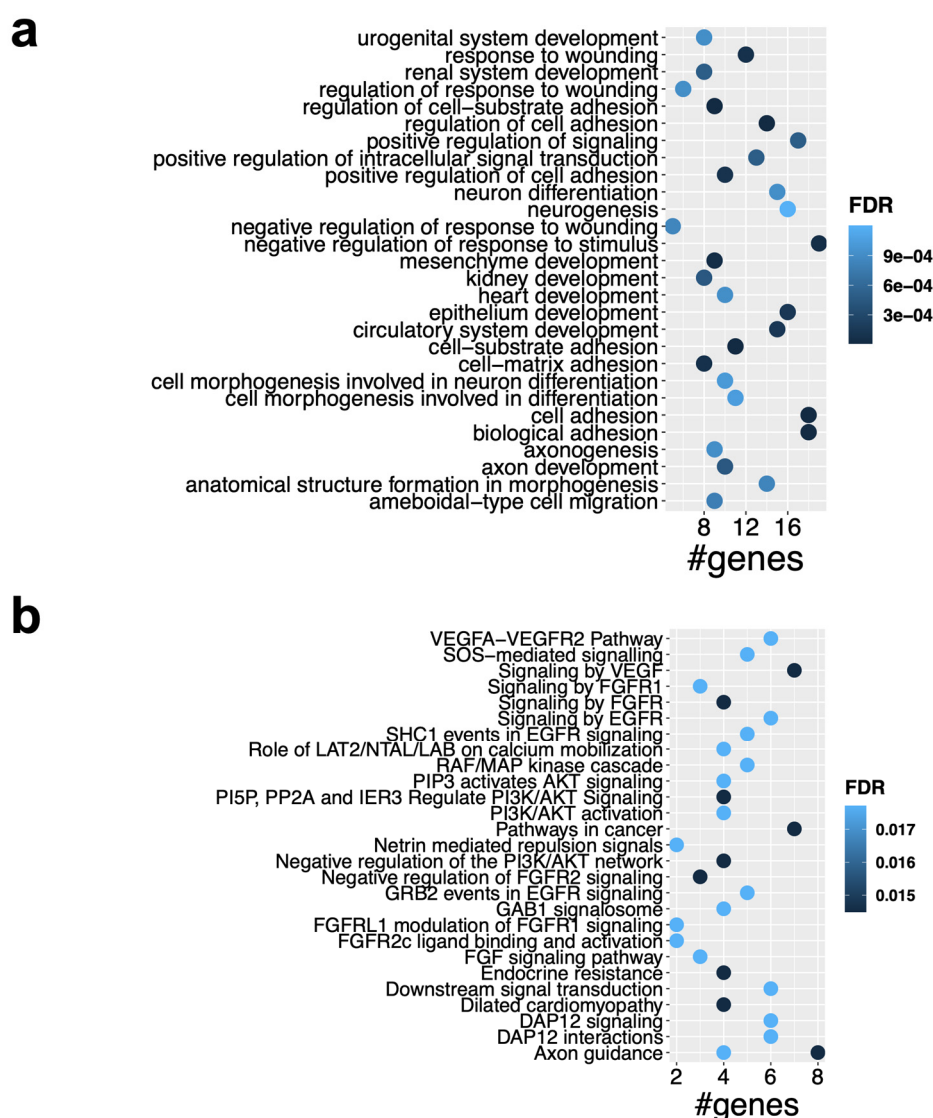 a
urogenital system development
response to wounding
renal system development
regulation of response to wounding
regulation of cell−substrate adhesion
regulation of cell adhesion
positive regulation of signaling
positive regulation of intracellular signal transduction
positive regulation of cell adhesion
neuron differentiation
neurogenesis
negative regulation of response to wounding
negative regulation of response to stimulus
mesenchyme development
kidney development
heart development
epithelium development
circulatory system development
cell−substrate adhesion
cell−matrix adhesion
cell morphogenesis involved in neuron differentiation
cell morphogenesis involved in differentiation
cell adhesion
biological adhesion
axonogenesis
axon development
anatomical structure formation in morphogenesis
ameboidal−type cell migration
8 12 16
#genes
FDR
9e−04
6e−04
3e−04
b
VEGFA−VEGFR2 Pathway
SOS−mediated signalling
Signaling by VEGF
Signaling by FGFR1
Signaling by FGFR
Signaling by EGFR
SHC1 events in EGFR signaling
Role of LAT2/NTAL/LAB on calcium mobilization
RAF/MAP kinase cascade
PIP3 activates AKT signaling
PI5P, PP2A and IER3 Regulate PI3K/AKT Signaling
PI3K/AKT activation
Pathways in cancer
Netrin mediated repulsion signals
Negative regulation of the PI3K/AKT network
Negative regulation of FGFR2 signaling
GRB2 events in EGFR signaling
GAB1 signalosome
FGFRL1 modulation of FGFR1 signaling
FGFR2c ligand binding and activation
FGF signaling pathway
Endocrine resistance
Downstream signal transduction
Dilated cardiomyopathy
DAP12 signaling
DAP12 interactions
Axon guidance
2 4 6 8
#genes
FDR
0.017
0.016
0.015